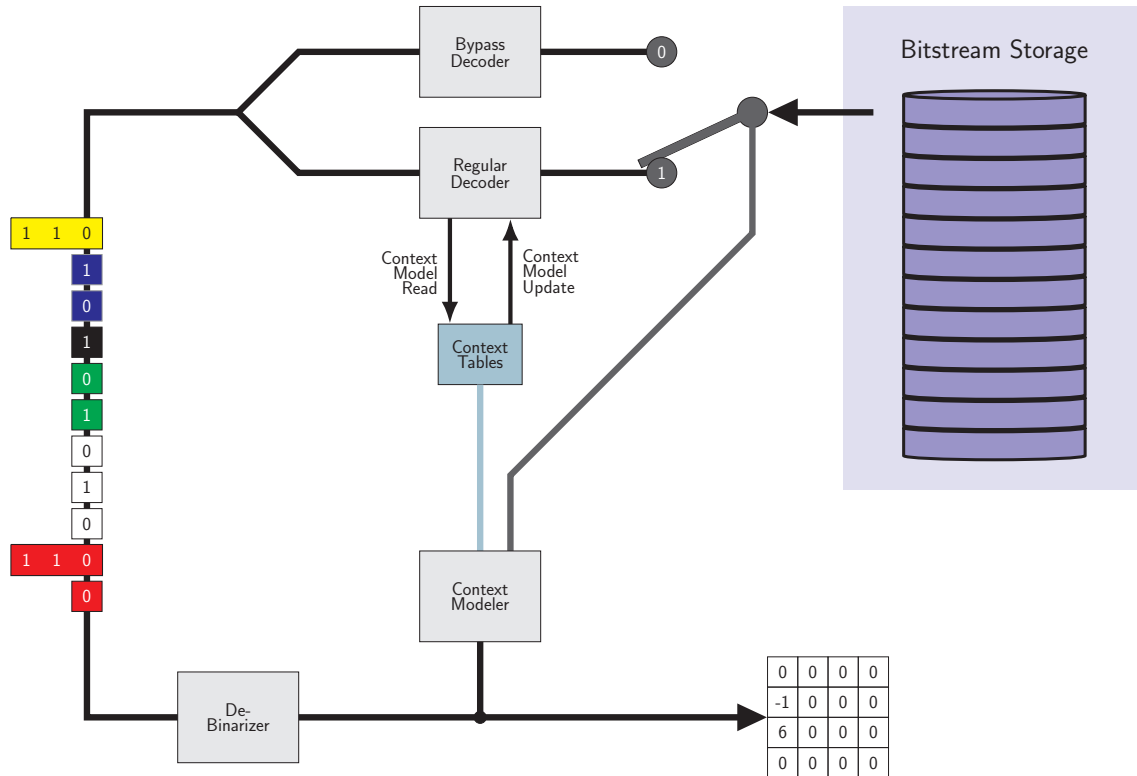 Bypass
Decoder
0
Bitstream Storage
Regular
Decoder
1
1 1 0
1
0
1
0
1
0
1
0
1 1 0
0
Context
Model
Read
Context
Model
Update
Context
Tables
Context
Modeler
De-
Binarizer
0 0 0 0
-1 0 0 0
6 0 0 0
0 0 0 0